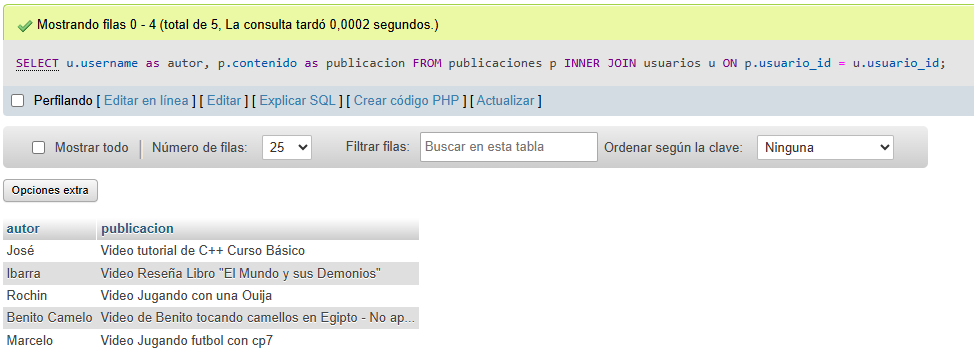 Mostrando filas 0 - 4 (total de 5, La consulta tardó 0,0002 segundos.)
SELECT u.username as autor, p.contenido as publicacion FROM publicaciones p INNER JOIN usuarios u ON p.usuario_id = u.usuario_id;
Perfilando [ Editar en línea ] [ Editar ] [ Explicar SQL ] [ Crear código PHP ] [ Actualizar ]
Mostrar todo | Número de filas: 25 Filtrar filas: Buscar en esta tabla Ordenar según la clave: Ninguna
Opciones extra
autor publicacion
José Video tutorial de C++ Curso Básico
Ibarra Video Reseña Libro "El Mundo y sus Demonios"
Rochin Video Jugando con una Ouija
Benito Camelo Video de Benito tocando camellos en Egipto - No ap...
Marcelo Video Jugando futbol con cp7